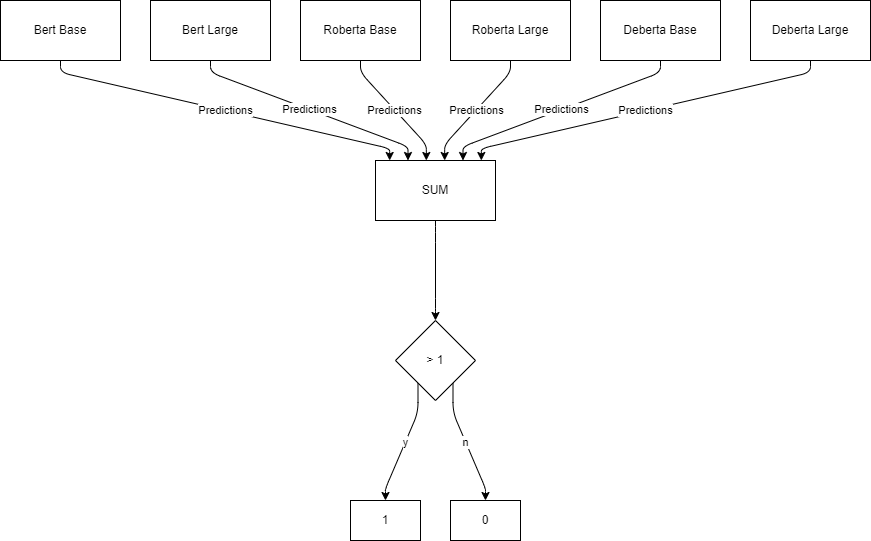 Bert Base
Bert Large
Roberta Base
Roberta Large
Deberta Base
Deberta Large
Predictions
Predictions
Predictions
Predictions
Predictions
Predictions
SUM
> 1
y
n
1
0